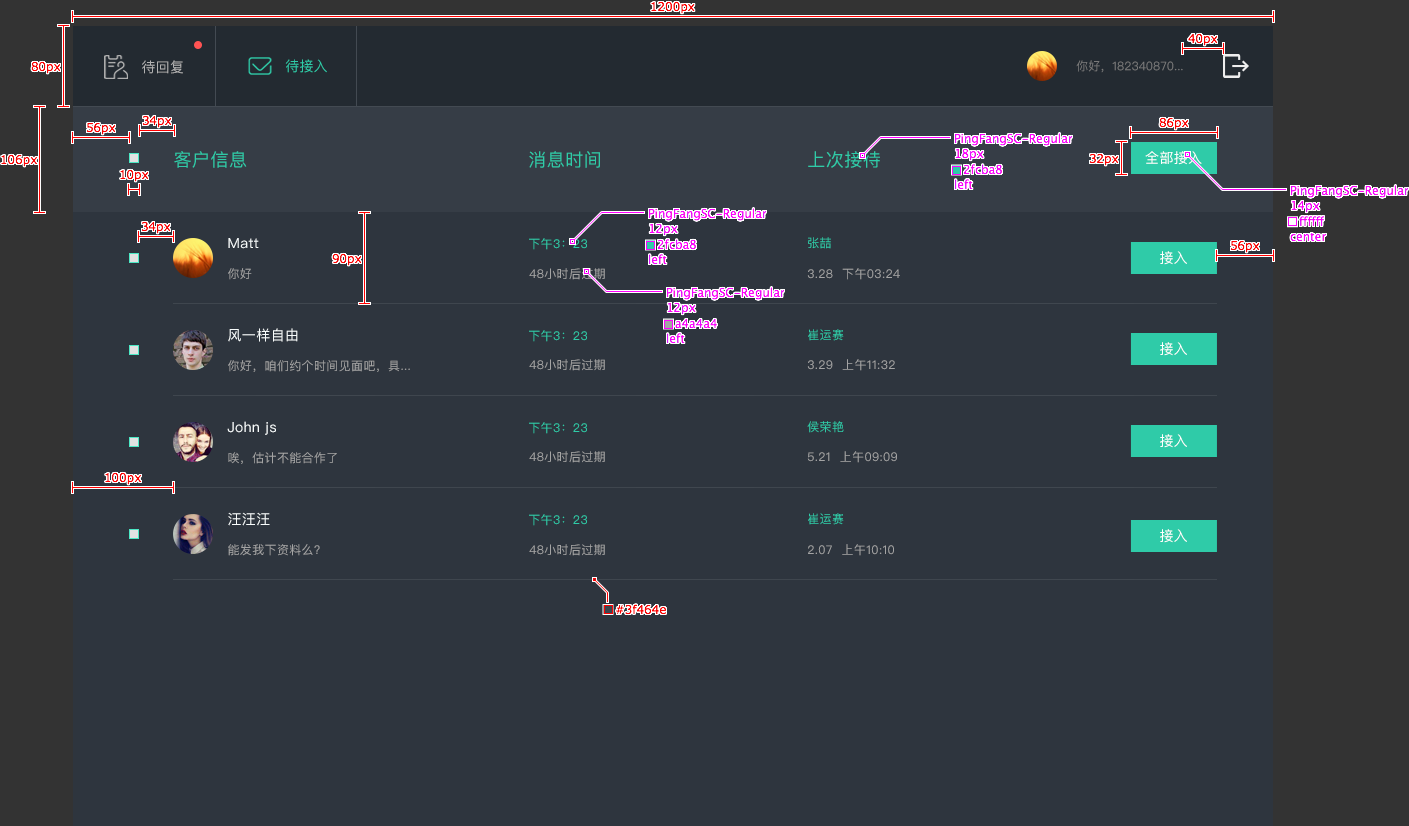 1200px
40px
80px
待回复
待接入
你好，182340870...
34px
56px
86px
106px
客户信息
消息时间
上次接待
PingFangSC-Regular
18px
2fcba8
left
32px
全部接入
10px
PingFangSC-Regular
14px
ffffff
center
34px
Matt
你好
90px
下午3：23
48小时后过期
PingFangSC-Regular
12px
2fcba8
left
张喆
3.28 下午03:24
接入
56px
PingFangSC-Regular
12px
a4a4a4
left
风一样自由
你好，咱们约个时间见面吧，具...
下午3：23
48小时后过期
崔运赛
3.29 上午11:32
接入
John js
唉，估计不能合作了
下午3：23
48小时后过期
侯荣艳
5.21 上午09:09
接入
100px
汪汪汪
能发我下资料么？
下午3：23
48小时后过期
崔运赛
2.07 上午10:10
接入
#3f464e